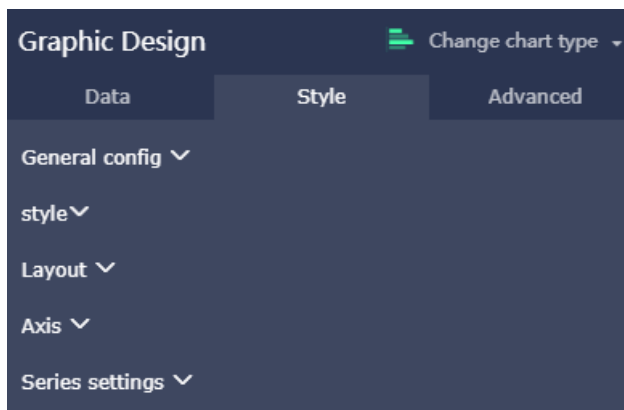 Graphic Design
Change chart type
Data Style Advanced
General config
style
Layout
Axis
Series settings